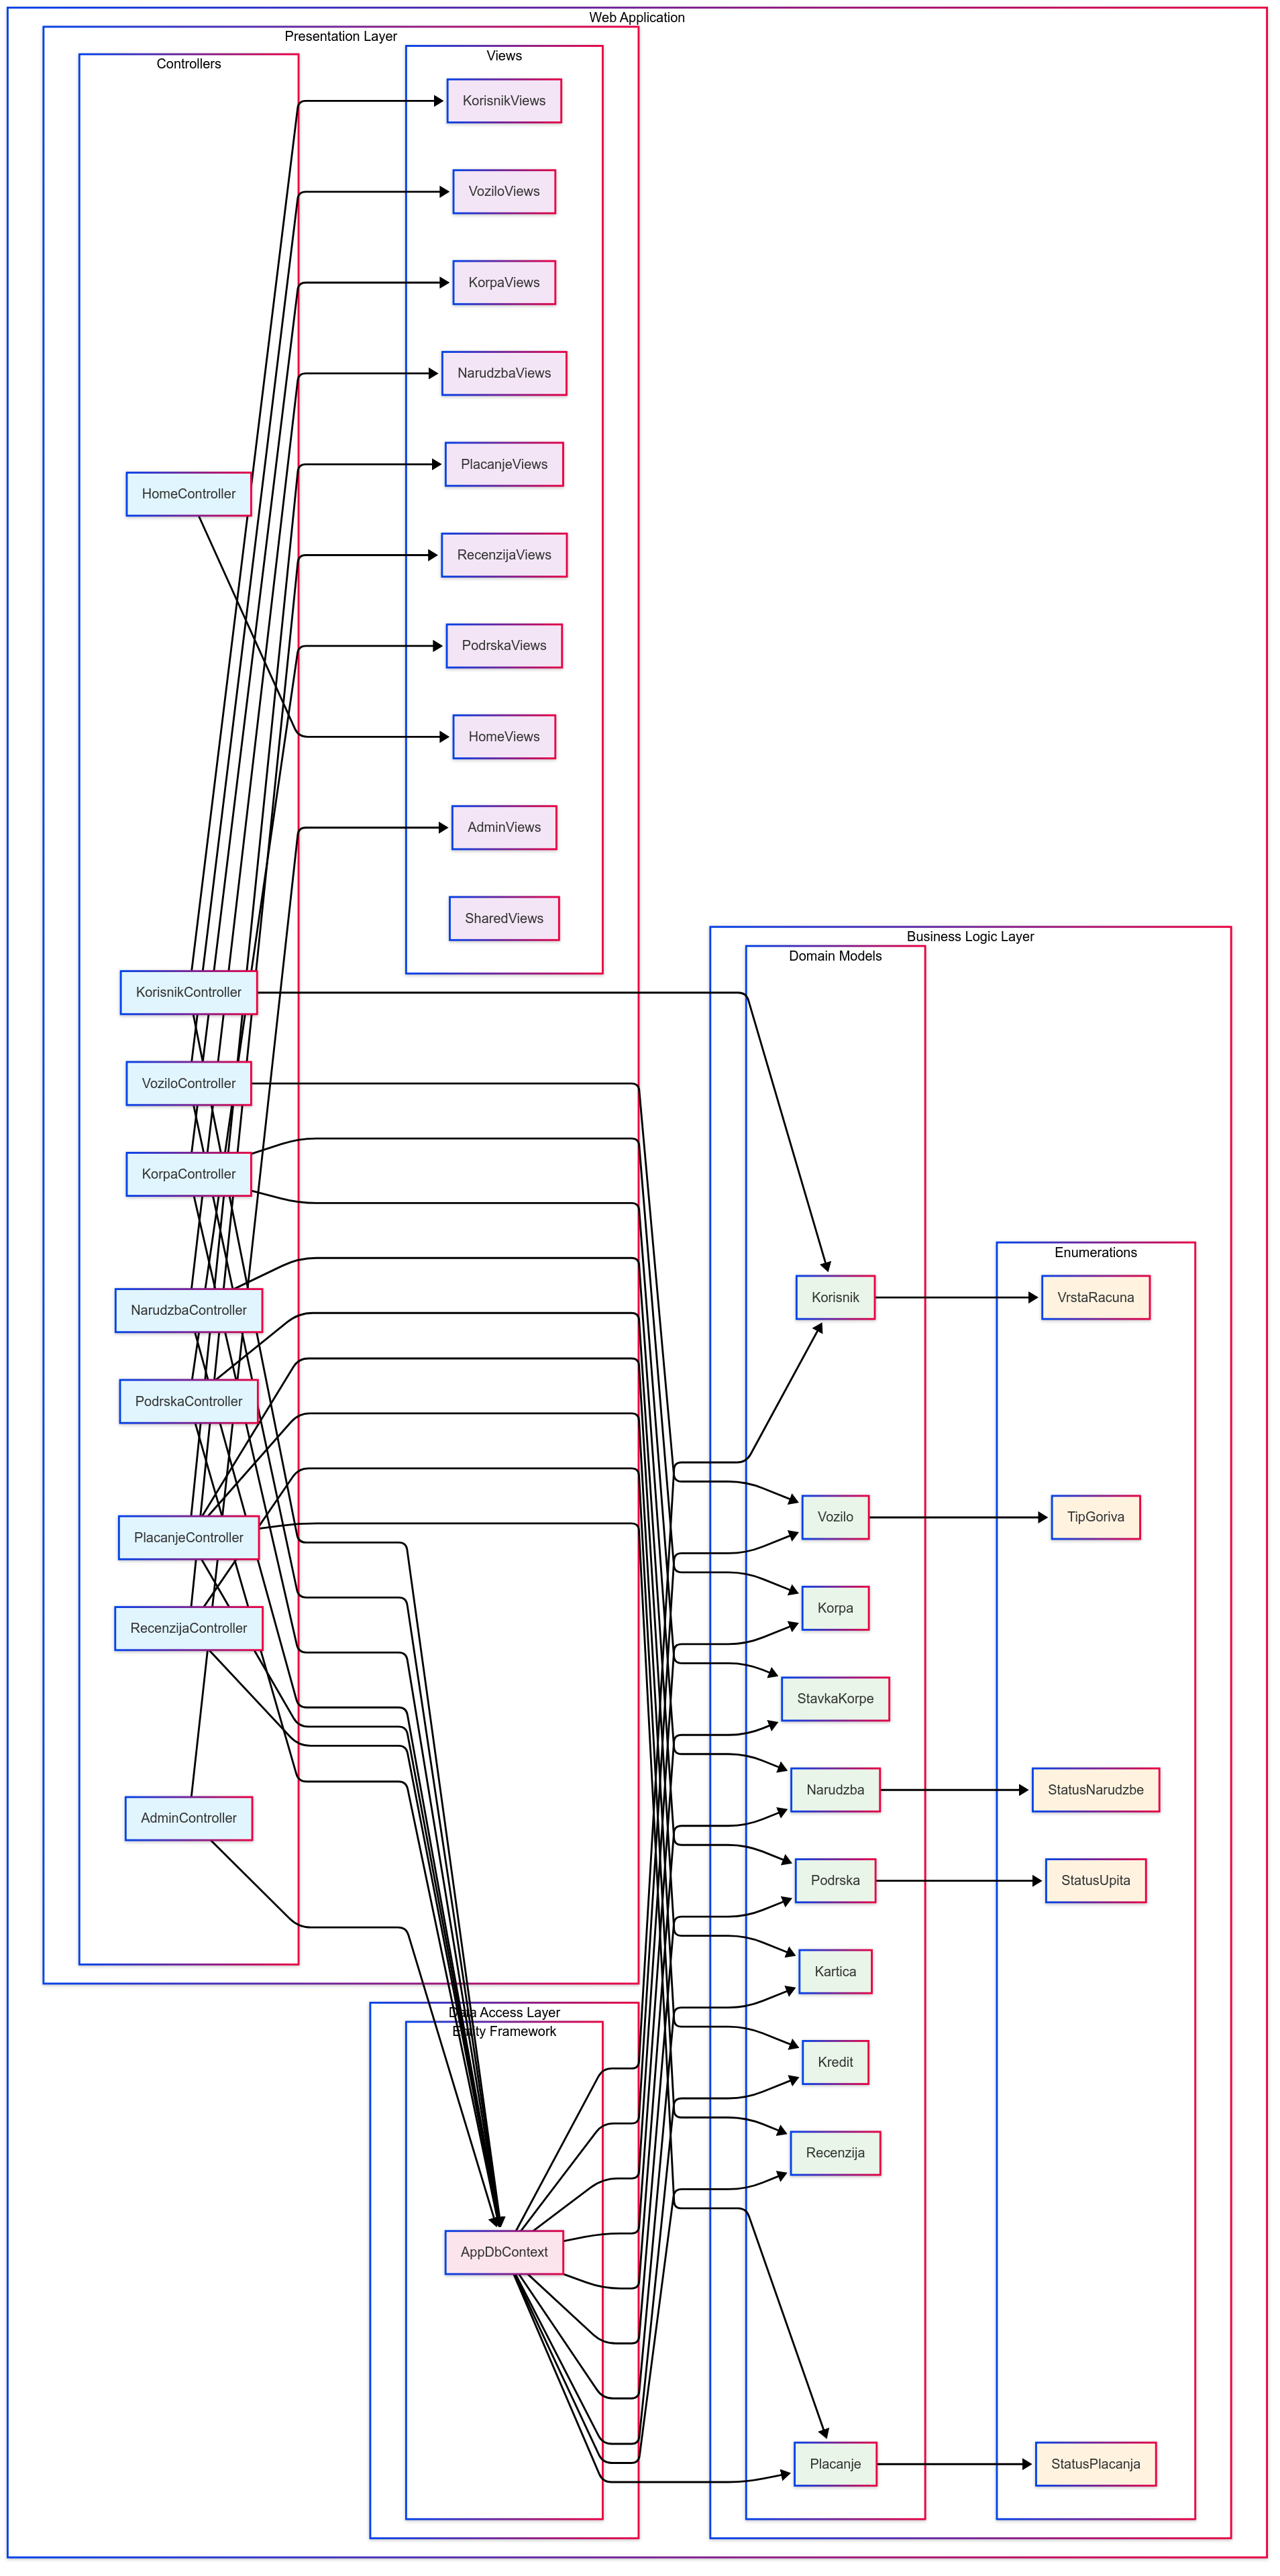 Web Application
Presentation Layer
Controllers
Views
KorisnikViews
VoziloViews
KorpaViews
NarudzbaViews
PlacanjeViews
RecenzijaViews
PodrskaViews
HomeViews
AdminViews
SharedViews
HomeController
KorisnikController
VoziloController
KorpaController
NarudzbaController
PodrskaController
PlacanjeController
RecenzijaController
AdminController
Data Access Layer
Entity Framework
AppDbContext
Business Logic Layer
Domain Models
Korisnik
Vozilo
Korpa
StavkaKorpe
Narudzba
Podrska
Kartica
Kredit
Recenzija
Placanje
Enumerations
VrstaRacuna
TipGoriva
StatusNarudzbe
StatusUpita
StatusPlacanja